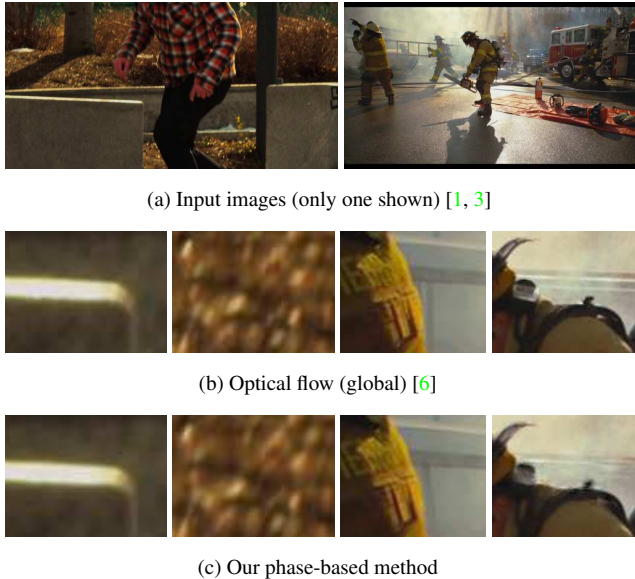 (a) Input images (only one shown) [1, 3]
(b) Optical flow (global) [6]
(c) Our phase-based method